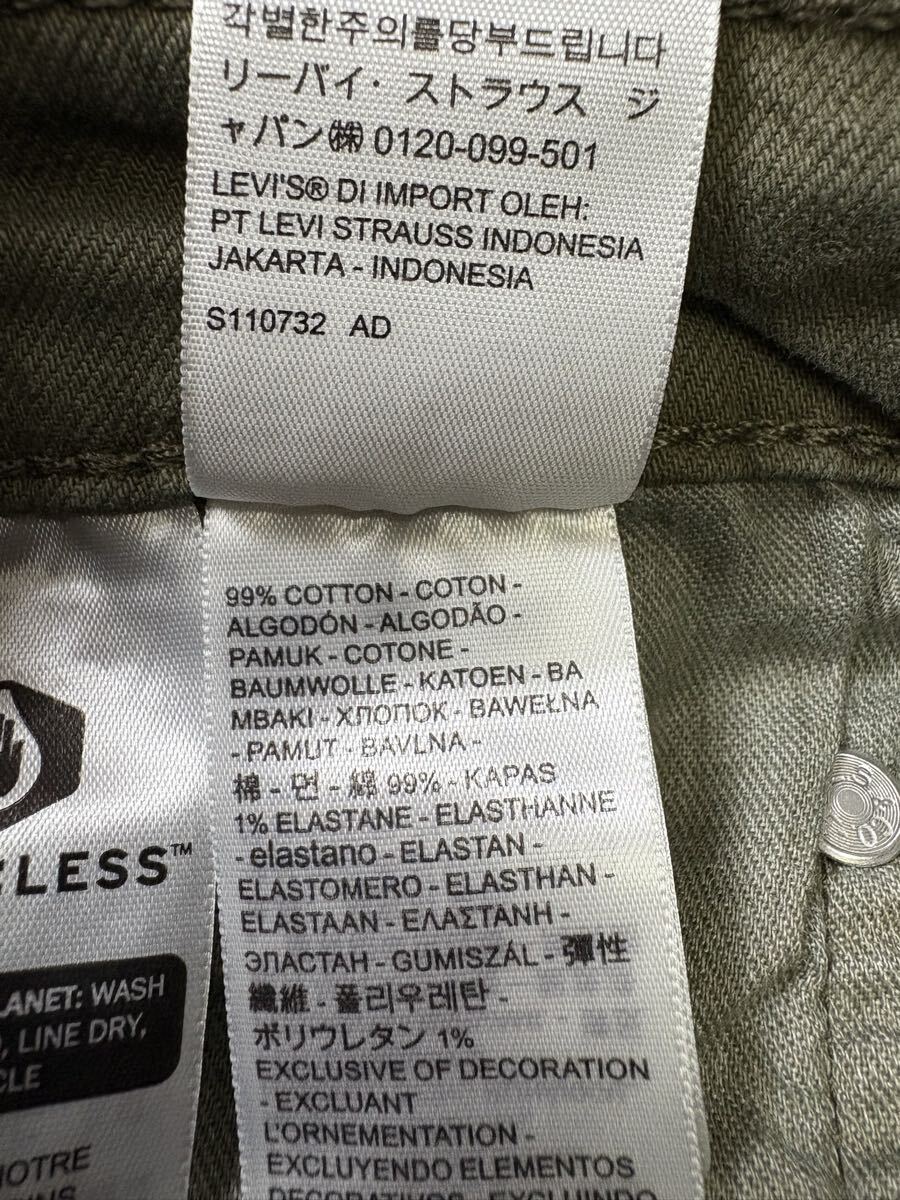 각별한주의를당부드립니다
リーバイ・ ストラウス ジ
ャパン㈱ 0120-099-501
LEVI'S® DI IMPORT OLEH:
PT LEVI STRAUSS INDONESIA
JAKARTA - INDONESIA
S110732 AD
99% COTTON - COTON -
ALGODÓN - ALGODÃO -
PAMUK - COTONE -
BAUMWOLLE - KATOEN - BA
MBAKI - ХЛОПОК - BAWEŁNA
- PAMUT - BAVLNA -
棉 - 면 - 綿 99% - KAPAS
1% ELASTANE - ELASTHANNE
- elastano - ELASTAN -
ELASTOMERO - ELASTHAN -
ELASTAAN - ΕΛΑΣΤΑΝΗ -
ЭЛАСТАН - GUMISZÁL - 彈性
纖維 - 폴리우레탄 -
ポリウレタン 1%
EXCLUSIVE OF DECORATION
- EXCLUANT
L'ORNEMENTATION -
EXCLUYENDO ELEMENTOS
DECORATIVOS - EXCLUINDO
LESS™
ANET: WASH
LINE DRY,
CLE
NOTRE